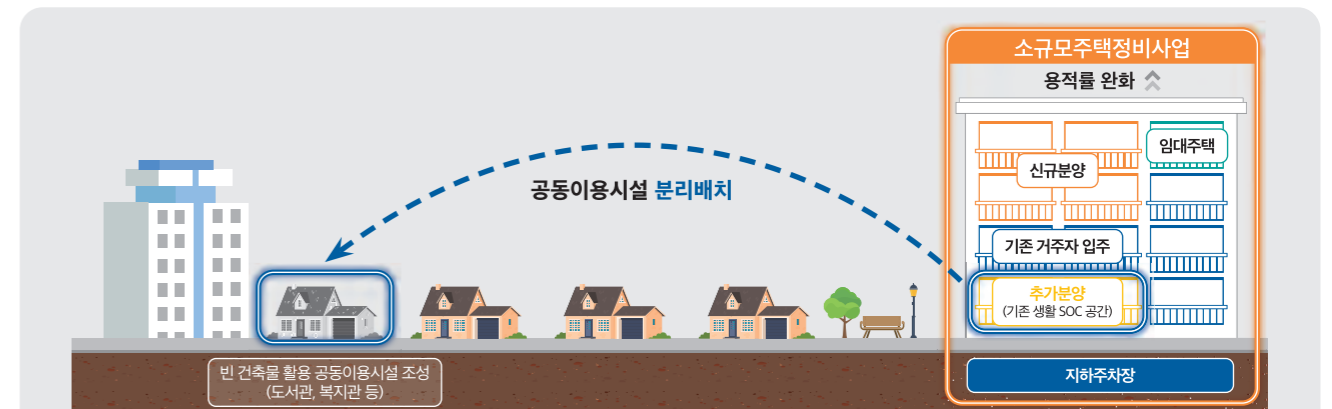 소규모주택정비사업
용적률 완화
임대주택
신규분양
공동이용시설 분리배치
기존 거주자 입주
추가분양
(기존 생활 SOC 공간)
빈 건축물 활용 공동이용시설 조성
(도서관, 복지관 등)
지하주차장